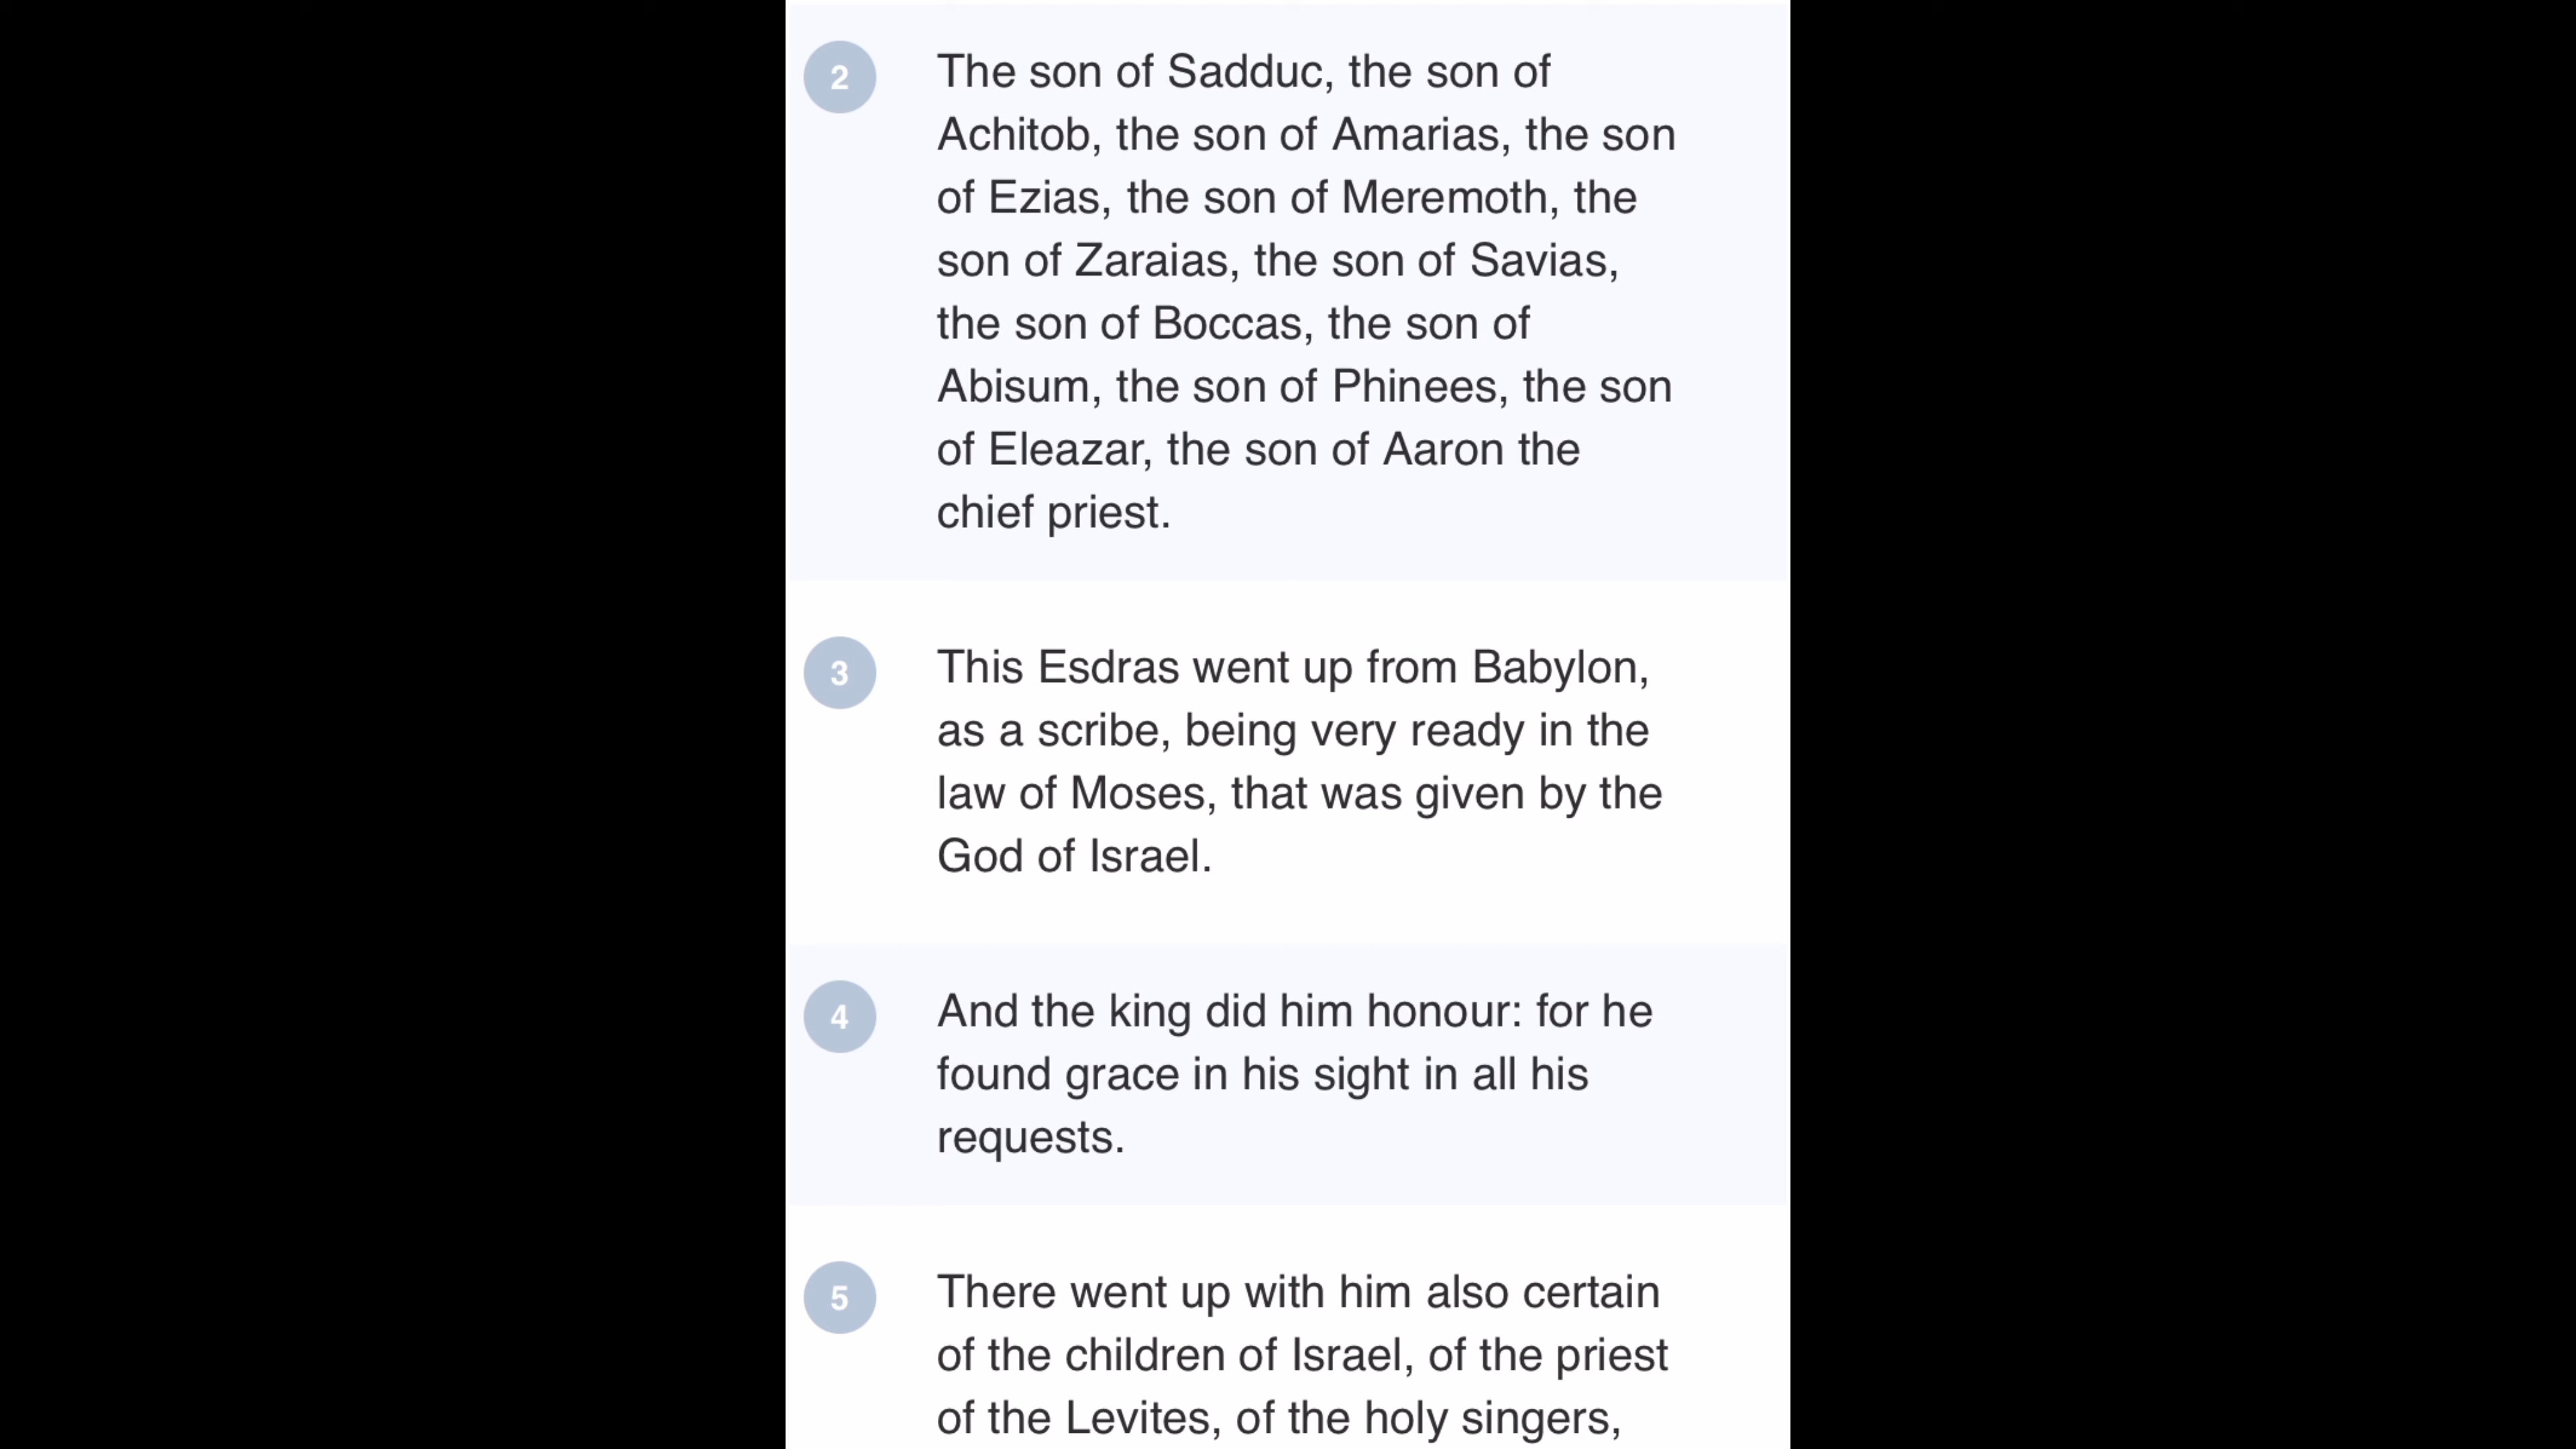 2
The son of Sadduc, the son of
Achitob, the son of Amarias, the son
of Ezias, the son of Meremoth, the
son of Zaraias, the son of Savias,
the son of Boccas, the son of
Abisum, the son of Phinees, the son
of Eleazar, the son of Aaron the
chief priest.
3
This Esdras went up from Babylon,
as a scribe, being very ready in the
law of Moses, that was given by the
God of Israel.
4
And the king did him honour: for he
found grace in his sight in all his
requests.
5
There went up with him also certain
of the children of Israel, of the priest
of the Levites, of the holy singers,